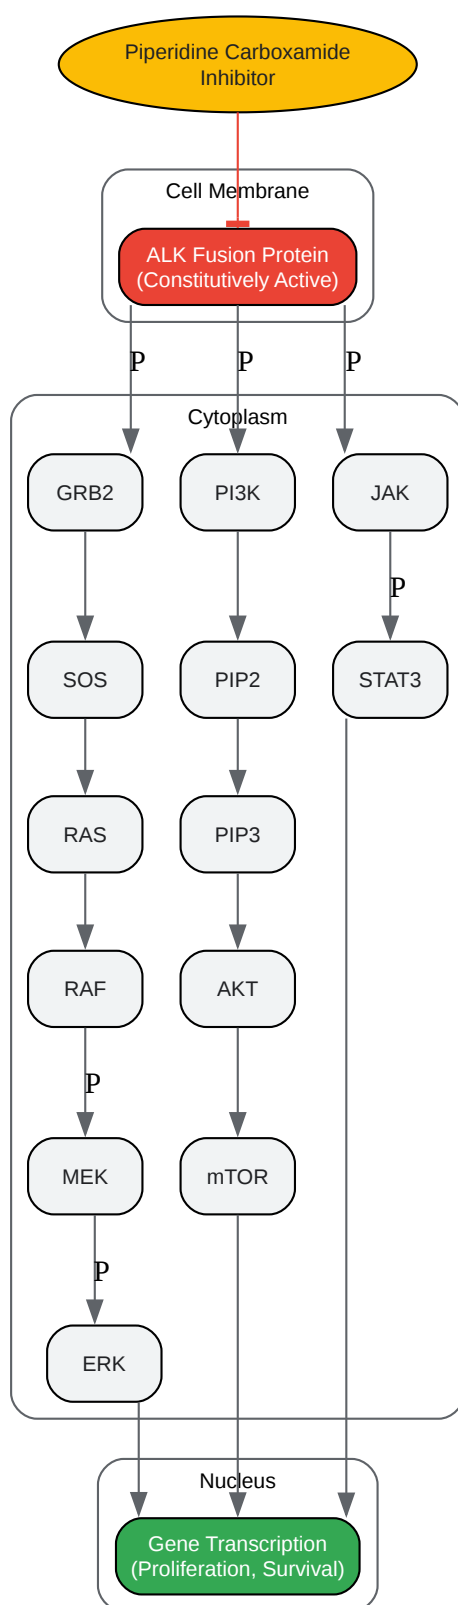 Piperidine Carboxamide
Inhibitor
Cell Membrane
ALK Fusion Protein
(Constitutively Active)
P P P
Cytoplasm
GRB2 PI3K JAK
P
SOS PIP2 STAT3
RAS PIP3
RAF AKT
P
MEK mTOR
P
ERK
Nucleus
Gene Transcription
(Proliferation, Survival)